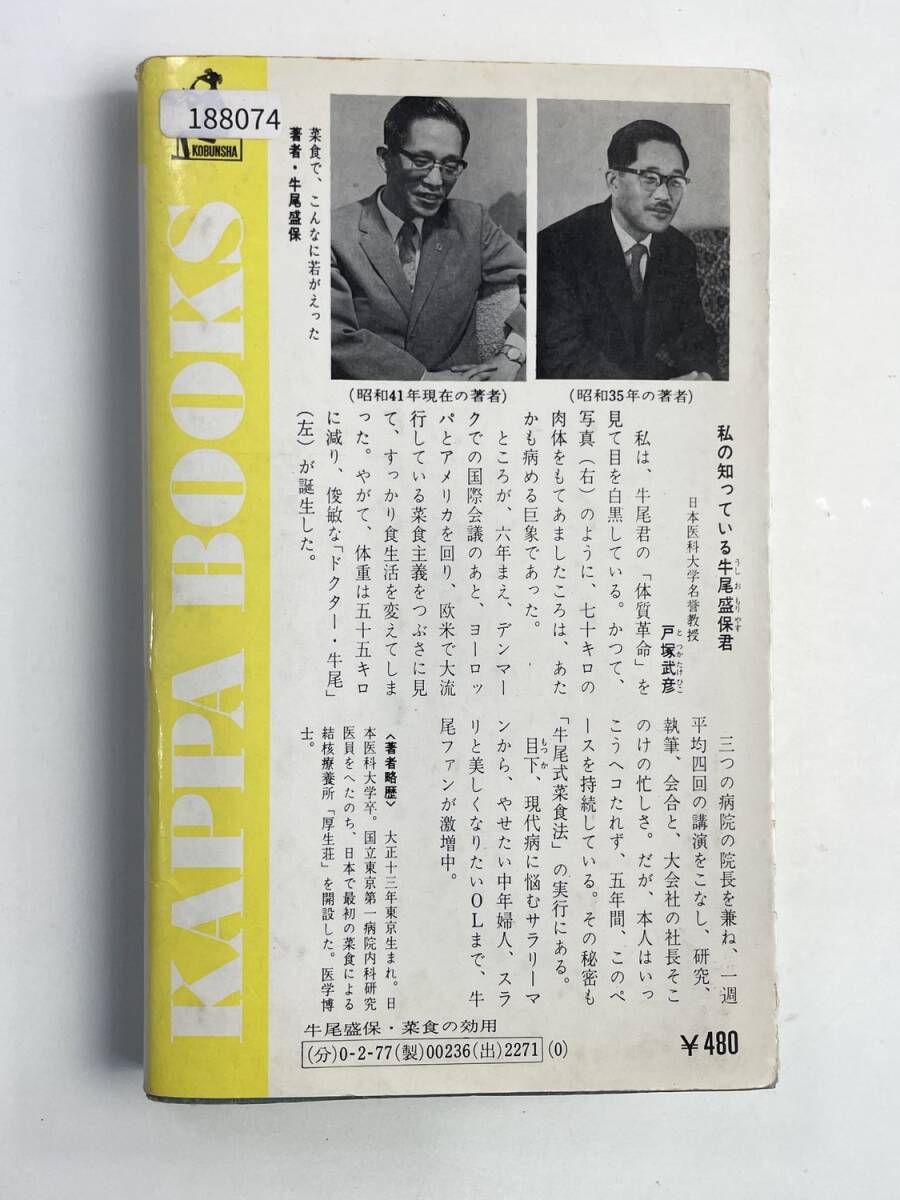 KAPPA BOOKS
188074
KOBUNSHA
菜食で、こんなに若がえった
著者・牛尾盛保
(昭和41年現在の著者)
(昭和35年の著者)
私の知っている牛尾盛保君
うしおもりやす
日本医科大学名誉教授
戸塚武彦
とつかたけひこ
私は、牛尾君の「体質革命」を
見て目を白黒している。かつて、
写真（右）のように、七十キロの
肉体をもてあましたころは、あた
かも病める巨象であった。
ところが、六年まえ、デンマー
クでの国際会議のあと、ヨーロッ
パとアメリカを回り、欧米で大流
行している菜食主義をつぶさに見
て、すっかり食生活を変えてしま
った。やがて、体重は五十五キロ
に減り、俊敏な「ドクター・牛尾」
（左）が誕生した。
三つの病院の院長を兼ね、一週
平均四回の講演をこなし、研究、
執筆、会合と、大会社の社長そこ
のけの忙しさ。だが、本人はいっ
こうヘコたれず、五年間、このペ
ースを持続している。その秘密も
「牛尾式菜食法」の実行にある。
目下、現代病に悩むサラリーマ
もっか
ンから、やせたい中年婦人、スラ
リと美しくなりたいOLまで、牛
尾ファンが激増中。
〈著者略歴〉 大正十三年東京生まれ。日
本医科大学卒。国立東京第一病院内科研究
医員をへたのち、日本で最初の菜食による
結核療養所「厚生荘」を開設した。医学博
士。
牛尾盛保・菜食の効用
(分)0-2-77(製)00236(出)2271(0)
￥480